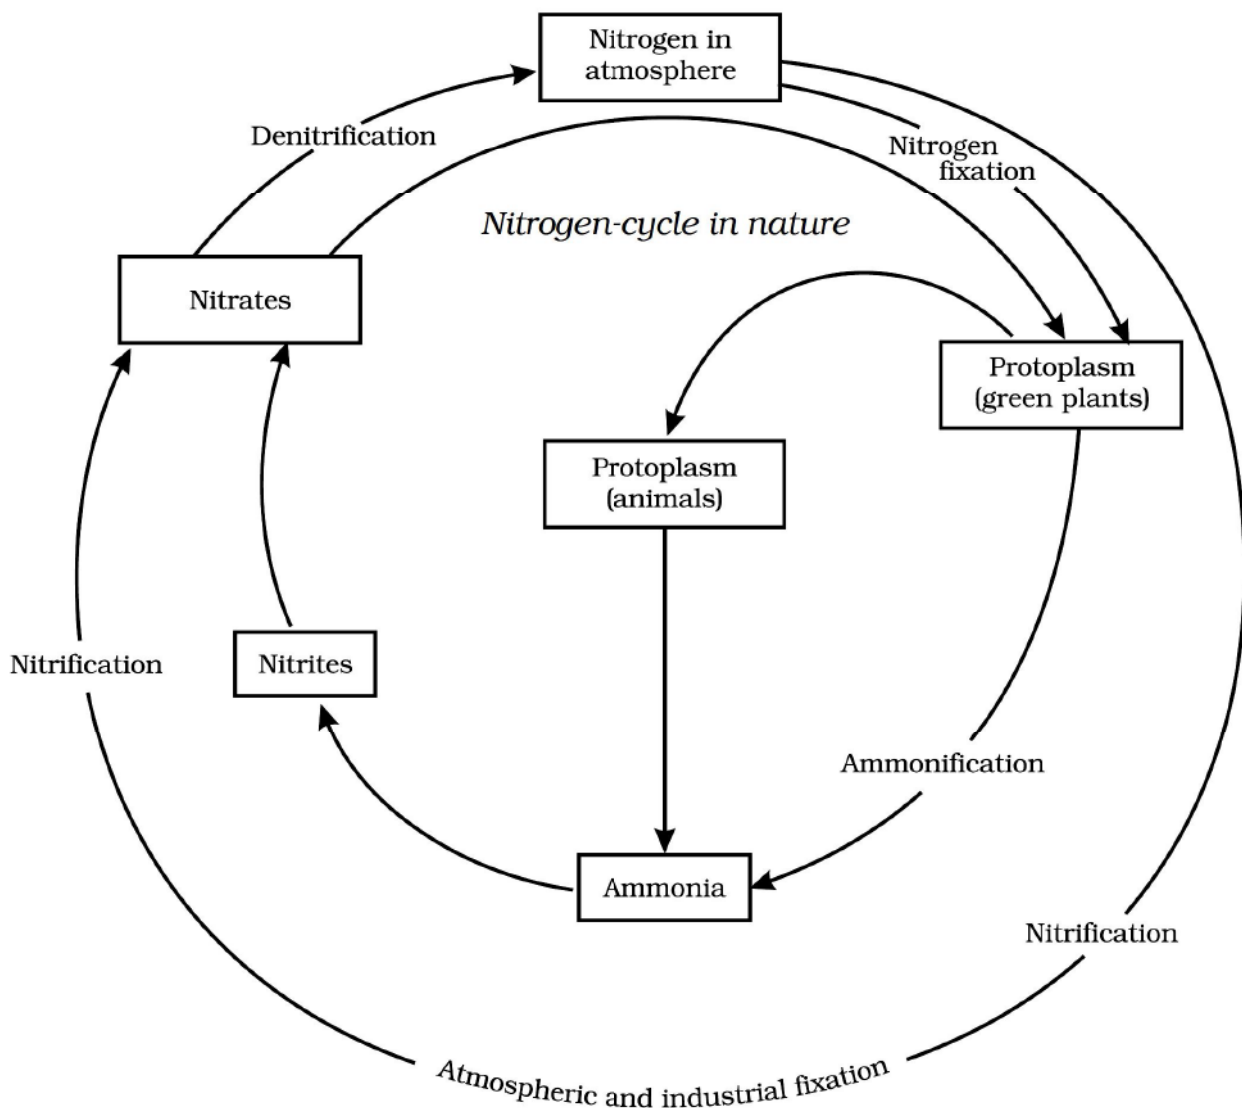 Nitrogen in
atmosphere
Denitrification
Nitrogen
fixation
Nitrogen-cycle in nature
Nitrates
Protoplasm
(green plants)
Protoplasm
(animals)
Nitrification
Nitrites
Ammonification
Ammonia
Nitrification
Atmospheric and industrial fixation